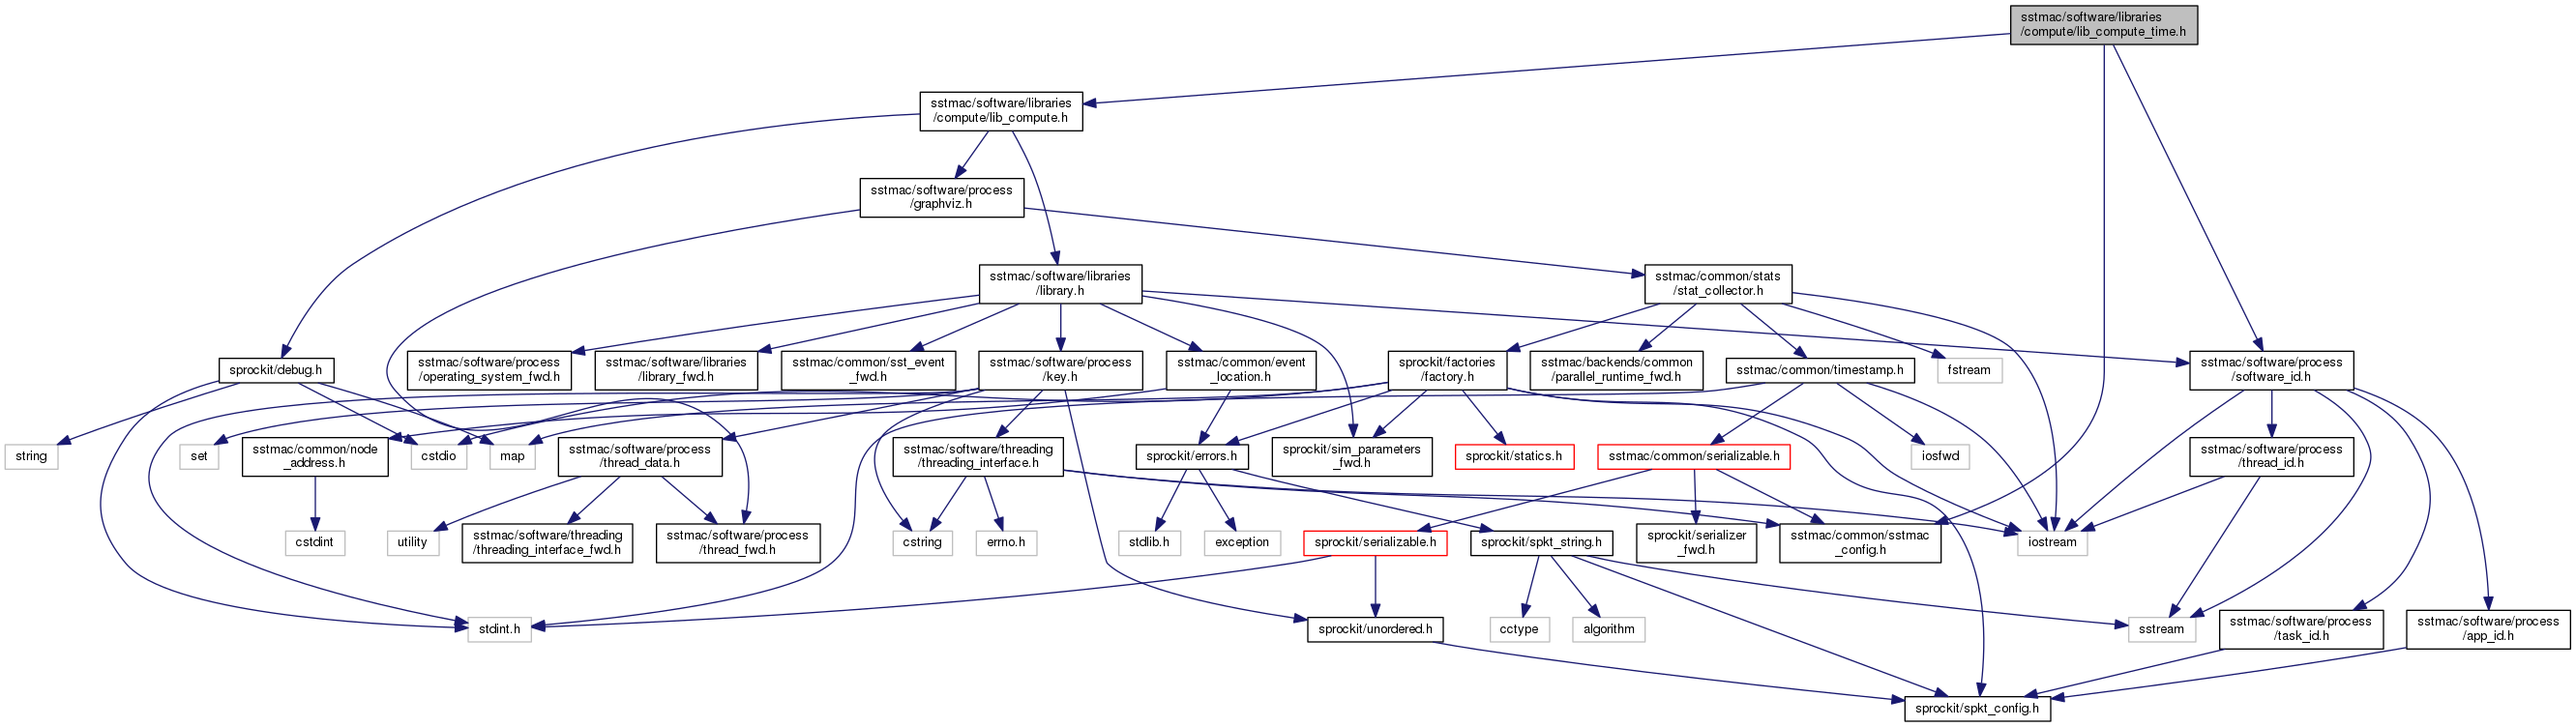 sstmac/software/libraries
/compute/lib_compute_time.h
sstmac/software/libraries
/compute/lib_compute.h
sstmac/software/process
/graphviz.h
sstmac/software/libraries
/library.h
sstmac/common/stats
/stat_collector.h
sprockit/debug.h
sstmac/software/process
/operating_system_fwd.h
sstmac/software/libraries
/library_fwd.h
sstmac/common/sst_event
_fwd.h
sstmac/software/process
/key.h
sstmac/common/event
_location.h
sprockit/factories
/factory.h
sstmac/backends/common
/parallel_runtime_fwd.h
sstmac/common/timestamp.h
fstream
sstmac/software/process
/software_id.h
string
set
sstmac/common/node
_address.h
cstdio
map
sstmac/software/process
/thread_data.h
sstmac/software/threading
/threading_interface.h
sprockit/errors.h
sprockit/sim_parameters
_fwd.h
sprockit/statics.h
sstmac/common/serializable.h
iosfwd
sstmac/software/process
/thread_id.h
cstdint
utility
sstmac/software/threading
/threading_interface_fwd.h
sstmac/software/process
/thread_fwd.h
cstring
errno.h
stdlib.h
exception
sprockit/serializable.h
sprockit/spkt_string.h
sprockit/serializer
_fwd.h
sstmac/common/sstmac
_config.h
iostream
stdint.h
sprockit/unordered.h
cctype
algorithm
sstream
sstmac/software/process
/task_id.h
sstmac/software/process
/app_id.h
sprockit/spkt_config.h